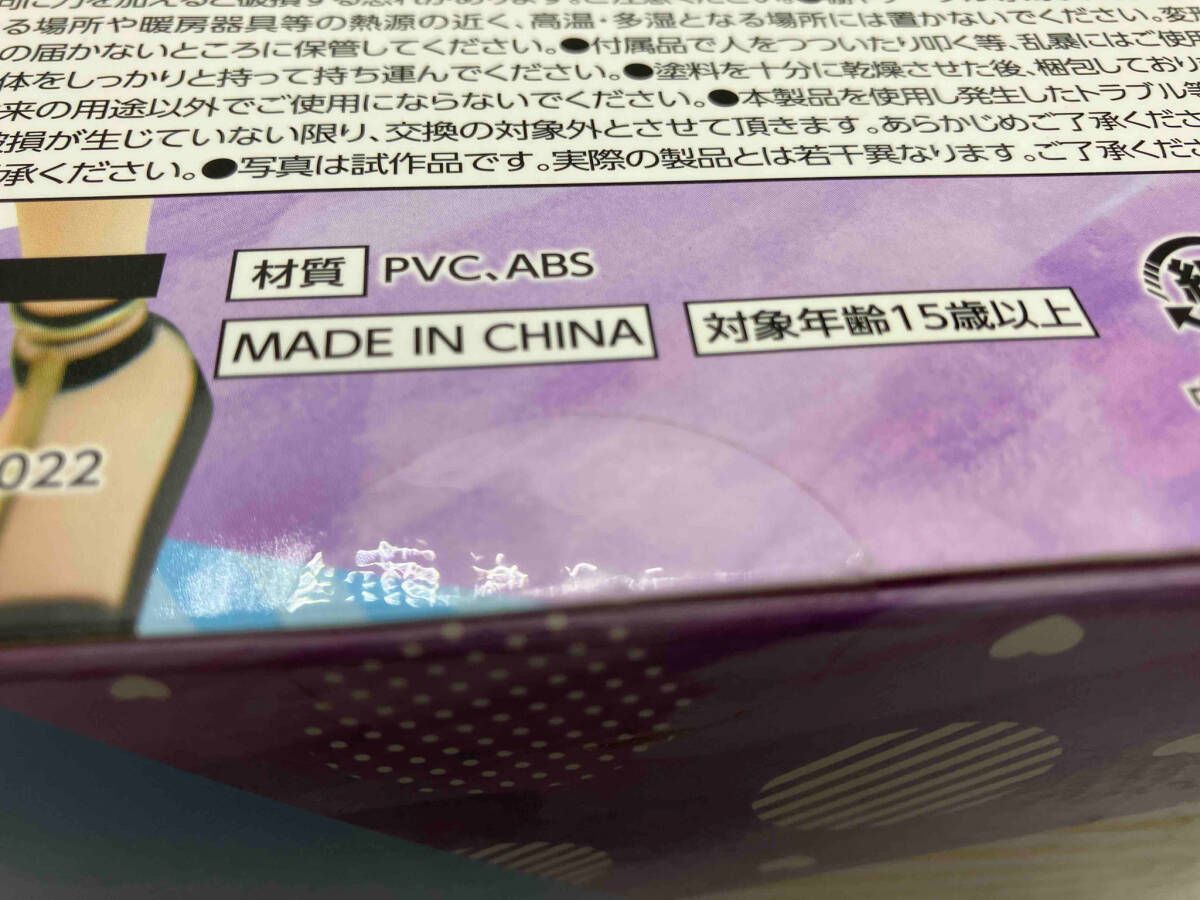 る場所や暖房器具等の熱源の近く、高温・多湿となる場所には置かないでください。変形
の届かないところに保管してください。●付属品で人をつついたり叩く等、乱暴にはご使用
体をしっかりと持って持ち運んでください。●塗料を十分に乾燥させた後、梱包しており
来の用途以外でご使用にならないでください。●本製品を使用し発生したトラブル等
破損が生じていない限り、交換の対象外とさせて頂きます。あらかじめご了承くださ
承ください。●写真は試作品です。実際の製品とは若干異なります。ご了承くださ
材質 PVC、ABS
MADE IN CHINA 対象年齢15歳以上
022